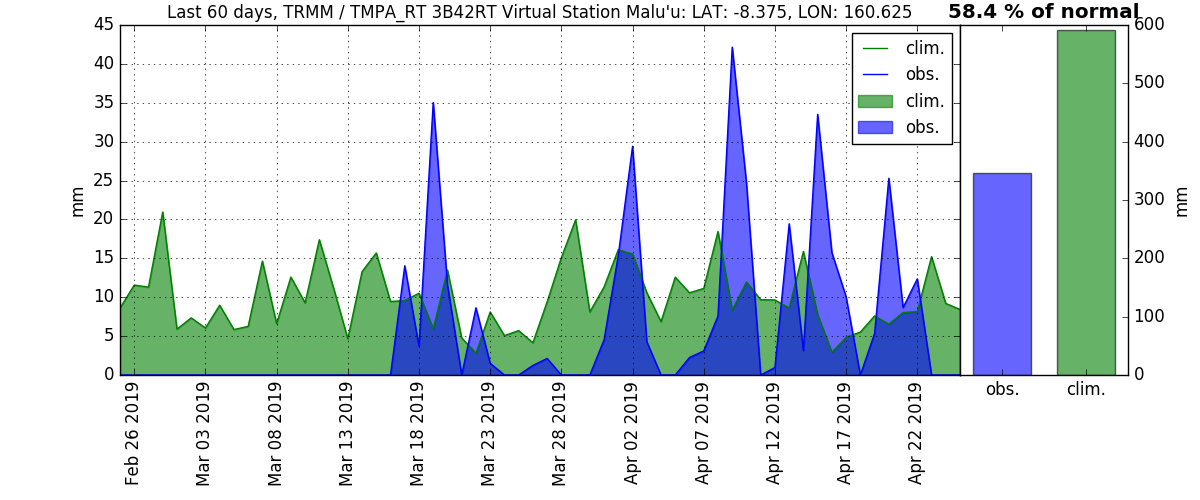 Last 60 days, TRMM / TMPA_RT 3B42RT Virtual Station Malu'u: LAT: -8.375, LON: 160.625
58.4 % of normal
45
40
35
30
25
20
15
10
5
0
mm
clim.
obs.
clim.
obs.
600
500
400
300
200
100
0
mm
Feb 26 2019
Mar 03 2019
Mar 08 2019
Mar 13 2019
Mar 18 2019
Mar 23 2019
Mar 28 2019
Apr 02 2019
Apr 07 2019
Apr 12 2019
Apr 17 2019
Apr 22 2019
obs.
clim.